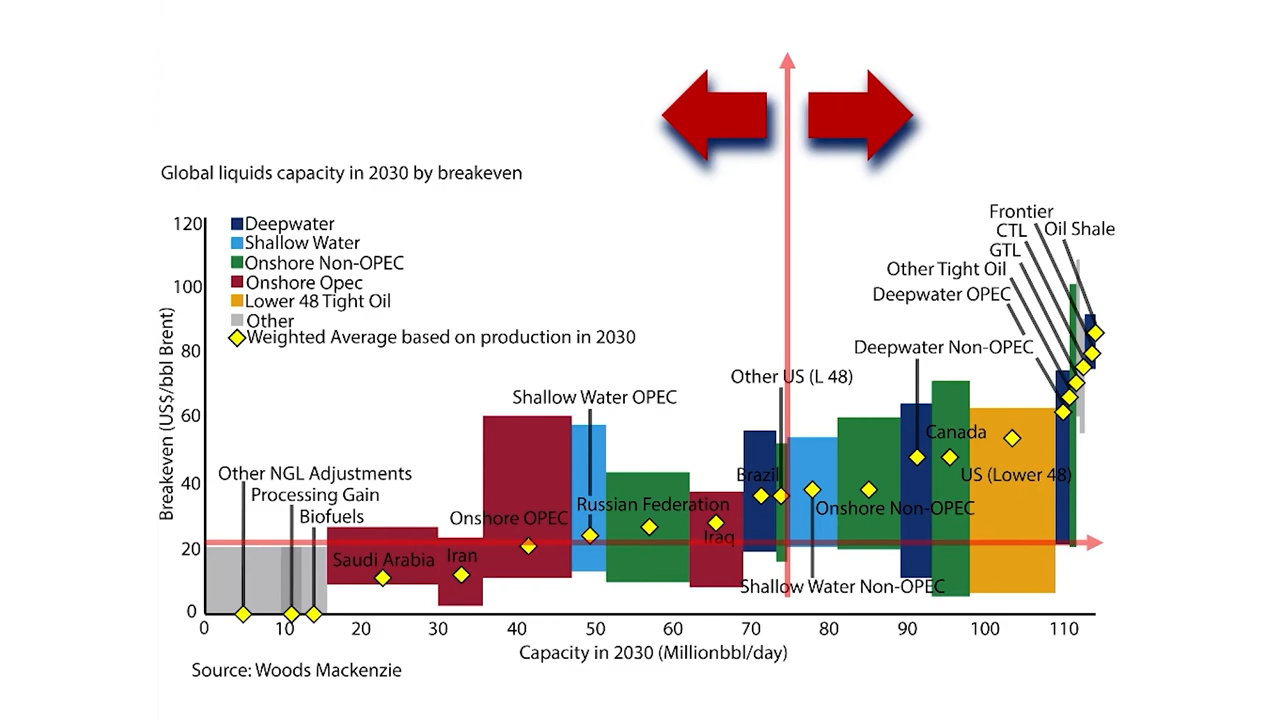 Global liquids capacity in 2030 by breakeven
Frontier
CTL
Oil Shale
GTL
Other Tight Oil
Deepwater OPEC
Deepwater Non-OPEC
Other US (L 48)
Shallow Water OPEC
120
100
80
60
40
20
0
Breakeven (US$/bbl Brent)
Deepwater
Shallow Water
Onshore Non-OPEC
Onshore Opec
Lower 48 Tight Oil
Other
Weighted Average based on production in 2030
Other NGL Adjustments
Processing Gain
Biofuels
Saudi Arabia
Iran
Onshore OPEC
Russian Federation
Iraq
Brazil
Canada
US (Lower 48)
Onshore Non-OPEC
Shallow Water Non-OPEC
0 10 20 30 40 50 60 70 80 90 100 110
Capacity in 2030 (Millionbbl/day)
Source: Woods Mackenzie